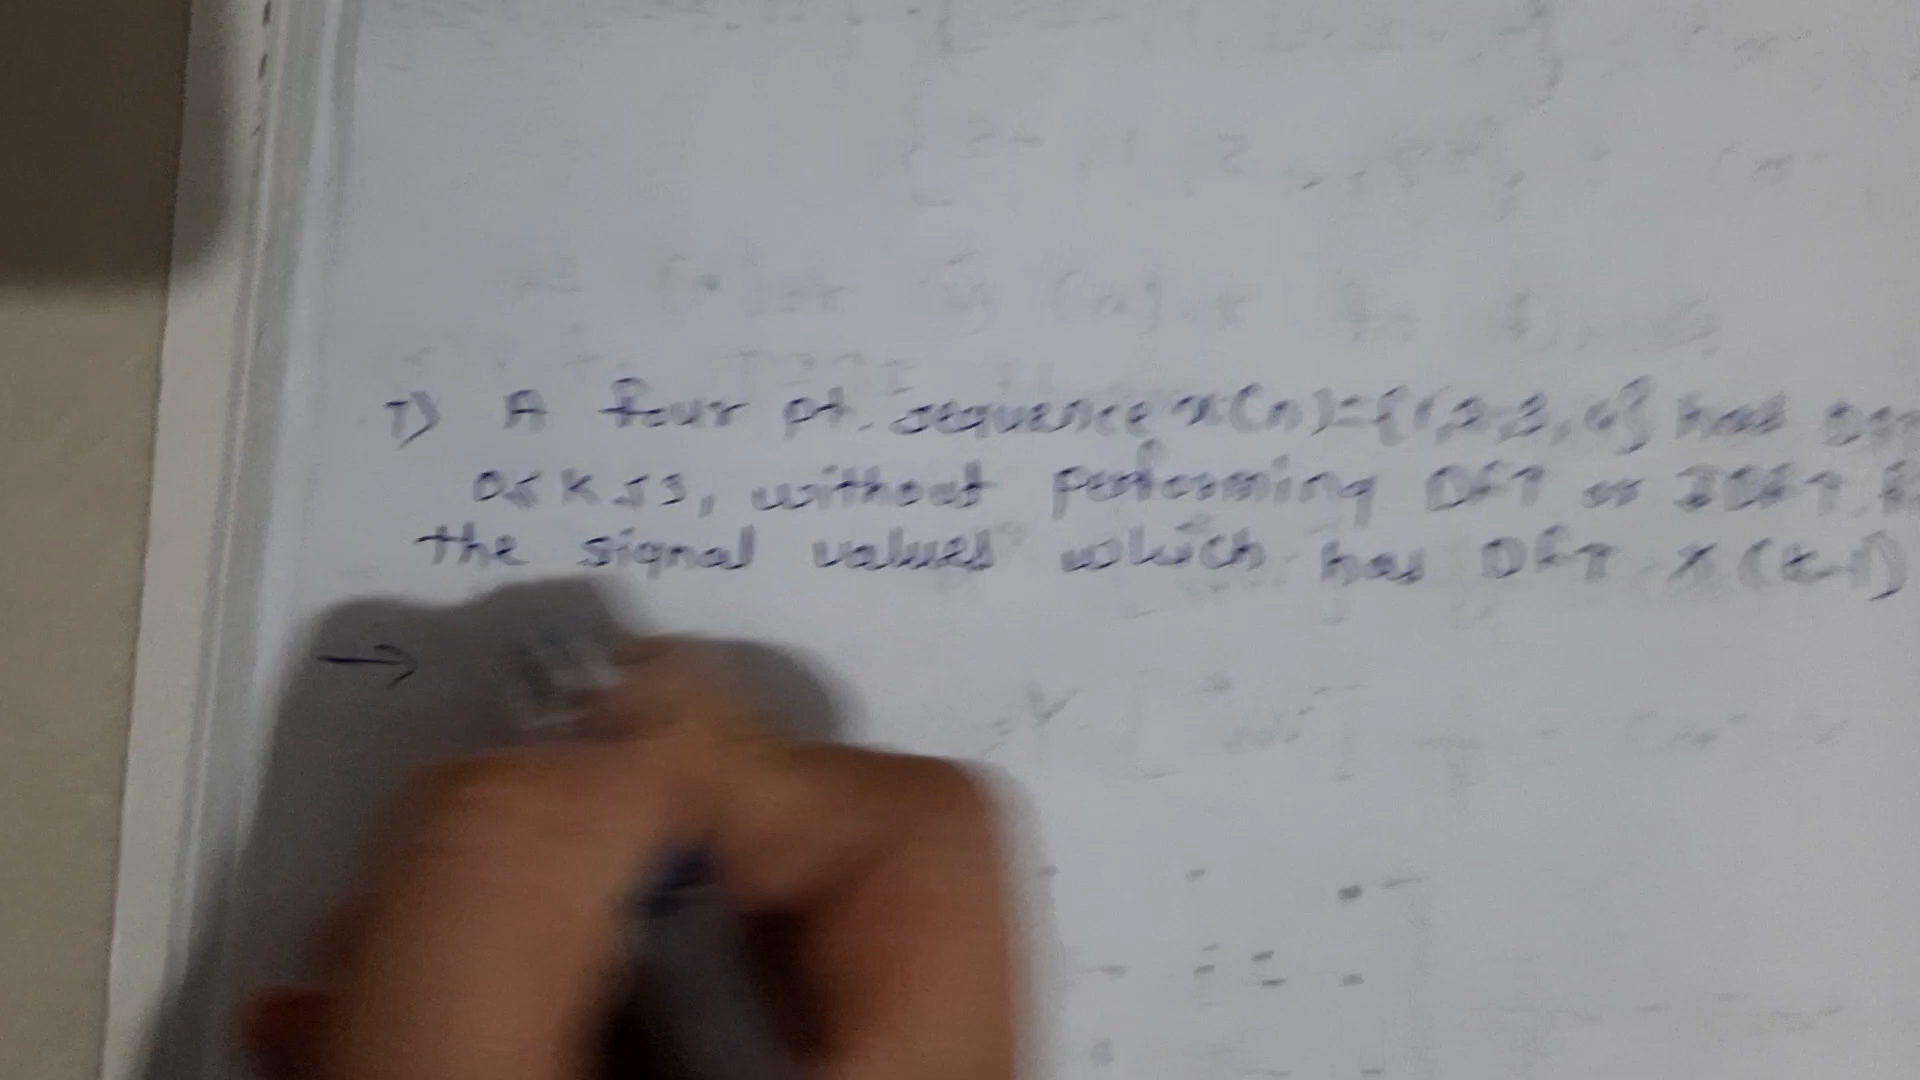 7) A four pt. sequence x(n)={1,2,3,4} has DFT
0≤K≤3, without performing DFT or IDFT
the signal values which has DFT X(k-1)
→